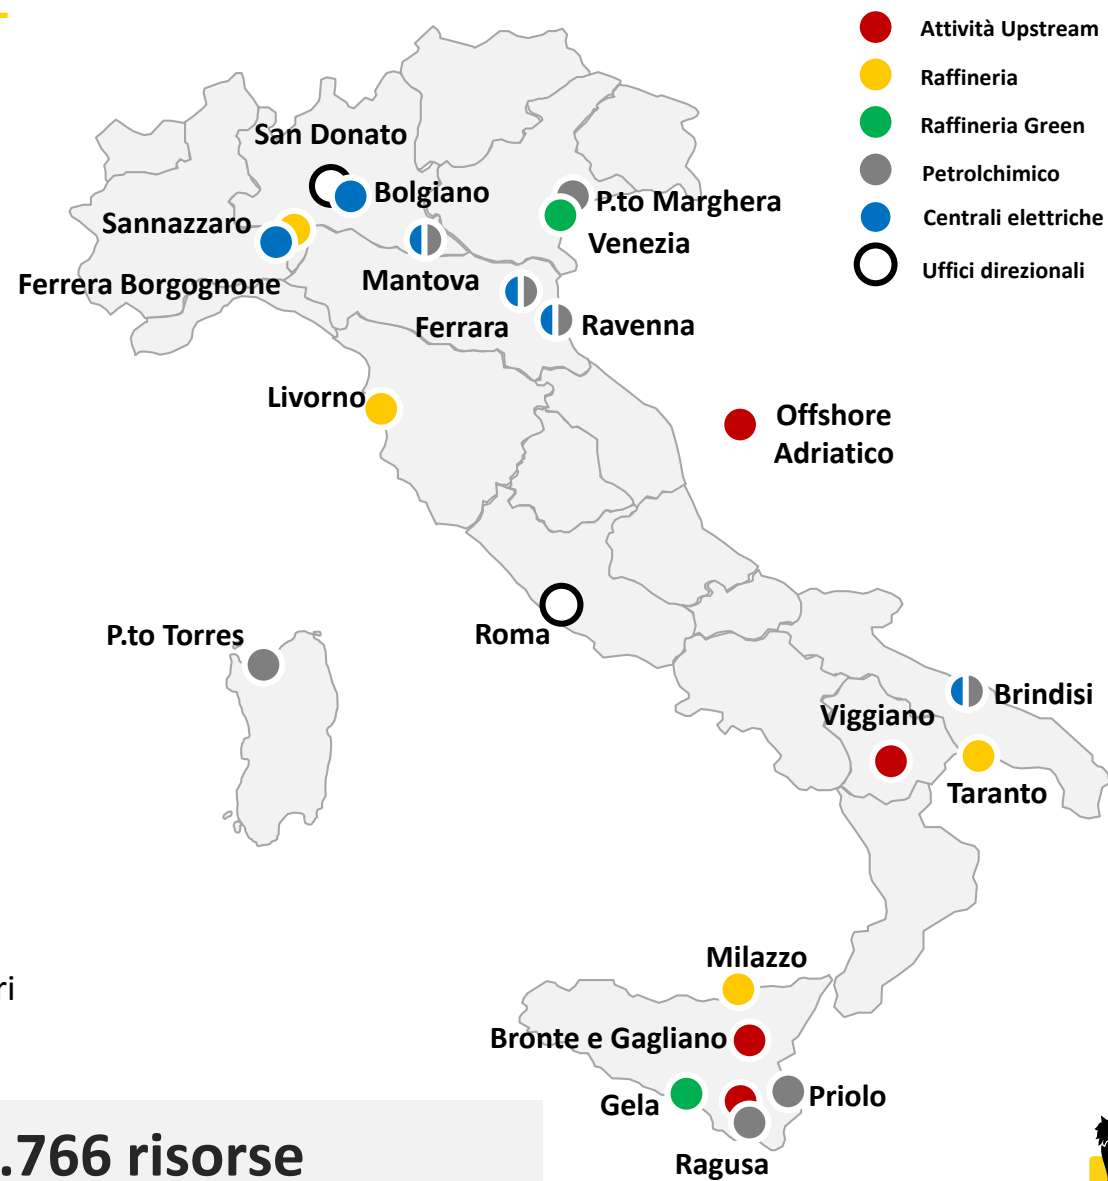 Attività Upstream
Raffineria
Raffineria Green
Petrolchimico
Centrali elettriche
Uffici direzionali
San Donato
Bolgiano
P.to Marghera
Sannazzaro
Venezia
Ferrera Borgognone
Mantova
Ferrara
Ravenna
Livorno
Offshore
Adriatico
Roma
P.to Torres
Brindisi
Viggiano
Taranto
Milazzo
Bronte e Gagliano
Priolo
Gela
Ragusa
ri
.766 risorse